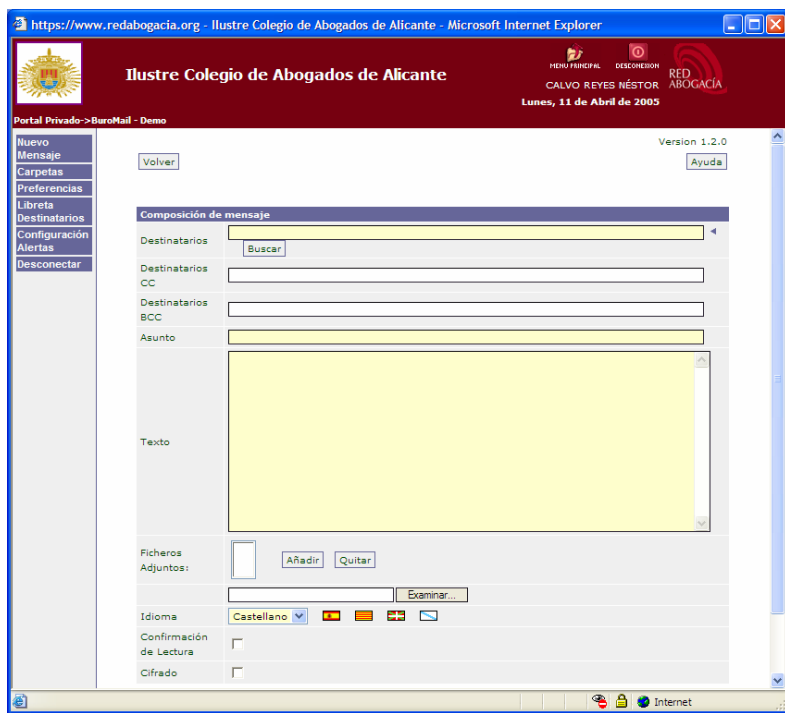 https://www.redabogacia.org - Ilustre Colegio de Abogados de Alicante - Microsoft Internet Explorer
Ilustre Colegio de Abogados de Alicante
MENU PRINCIPAL
DESCONEXION
RED
ABOGACÍA
CALVO REYES NÉSTOR
Lunes, 11 de Abril de 2005
Portal Privado->BuroMail - Demo
Nuevo
Mensaje
Carpetas
Preferencias
Libreta
Destinatarios
Configuración
Alertas
Desconectar
Version 1.2.0
Volver
Ayuda
Composición de mensaje
Destinatarios
Buscar
Destinatarios
CC
Destinatarios
BCC
Asunto
Texto
Ficheros
Adjuntos:
Añadir
Quitar
Examinar...
Idioma
Castellano
Confirmación
de Lectura
Cifrado
Internet